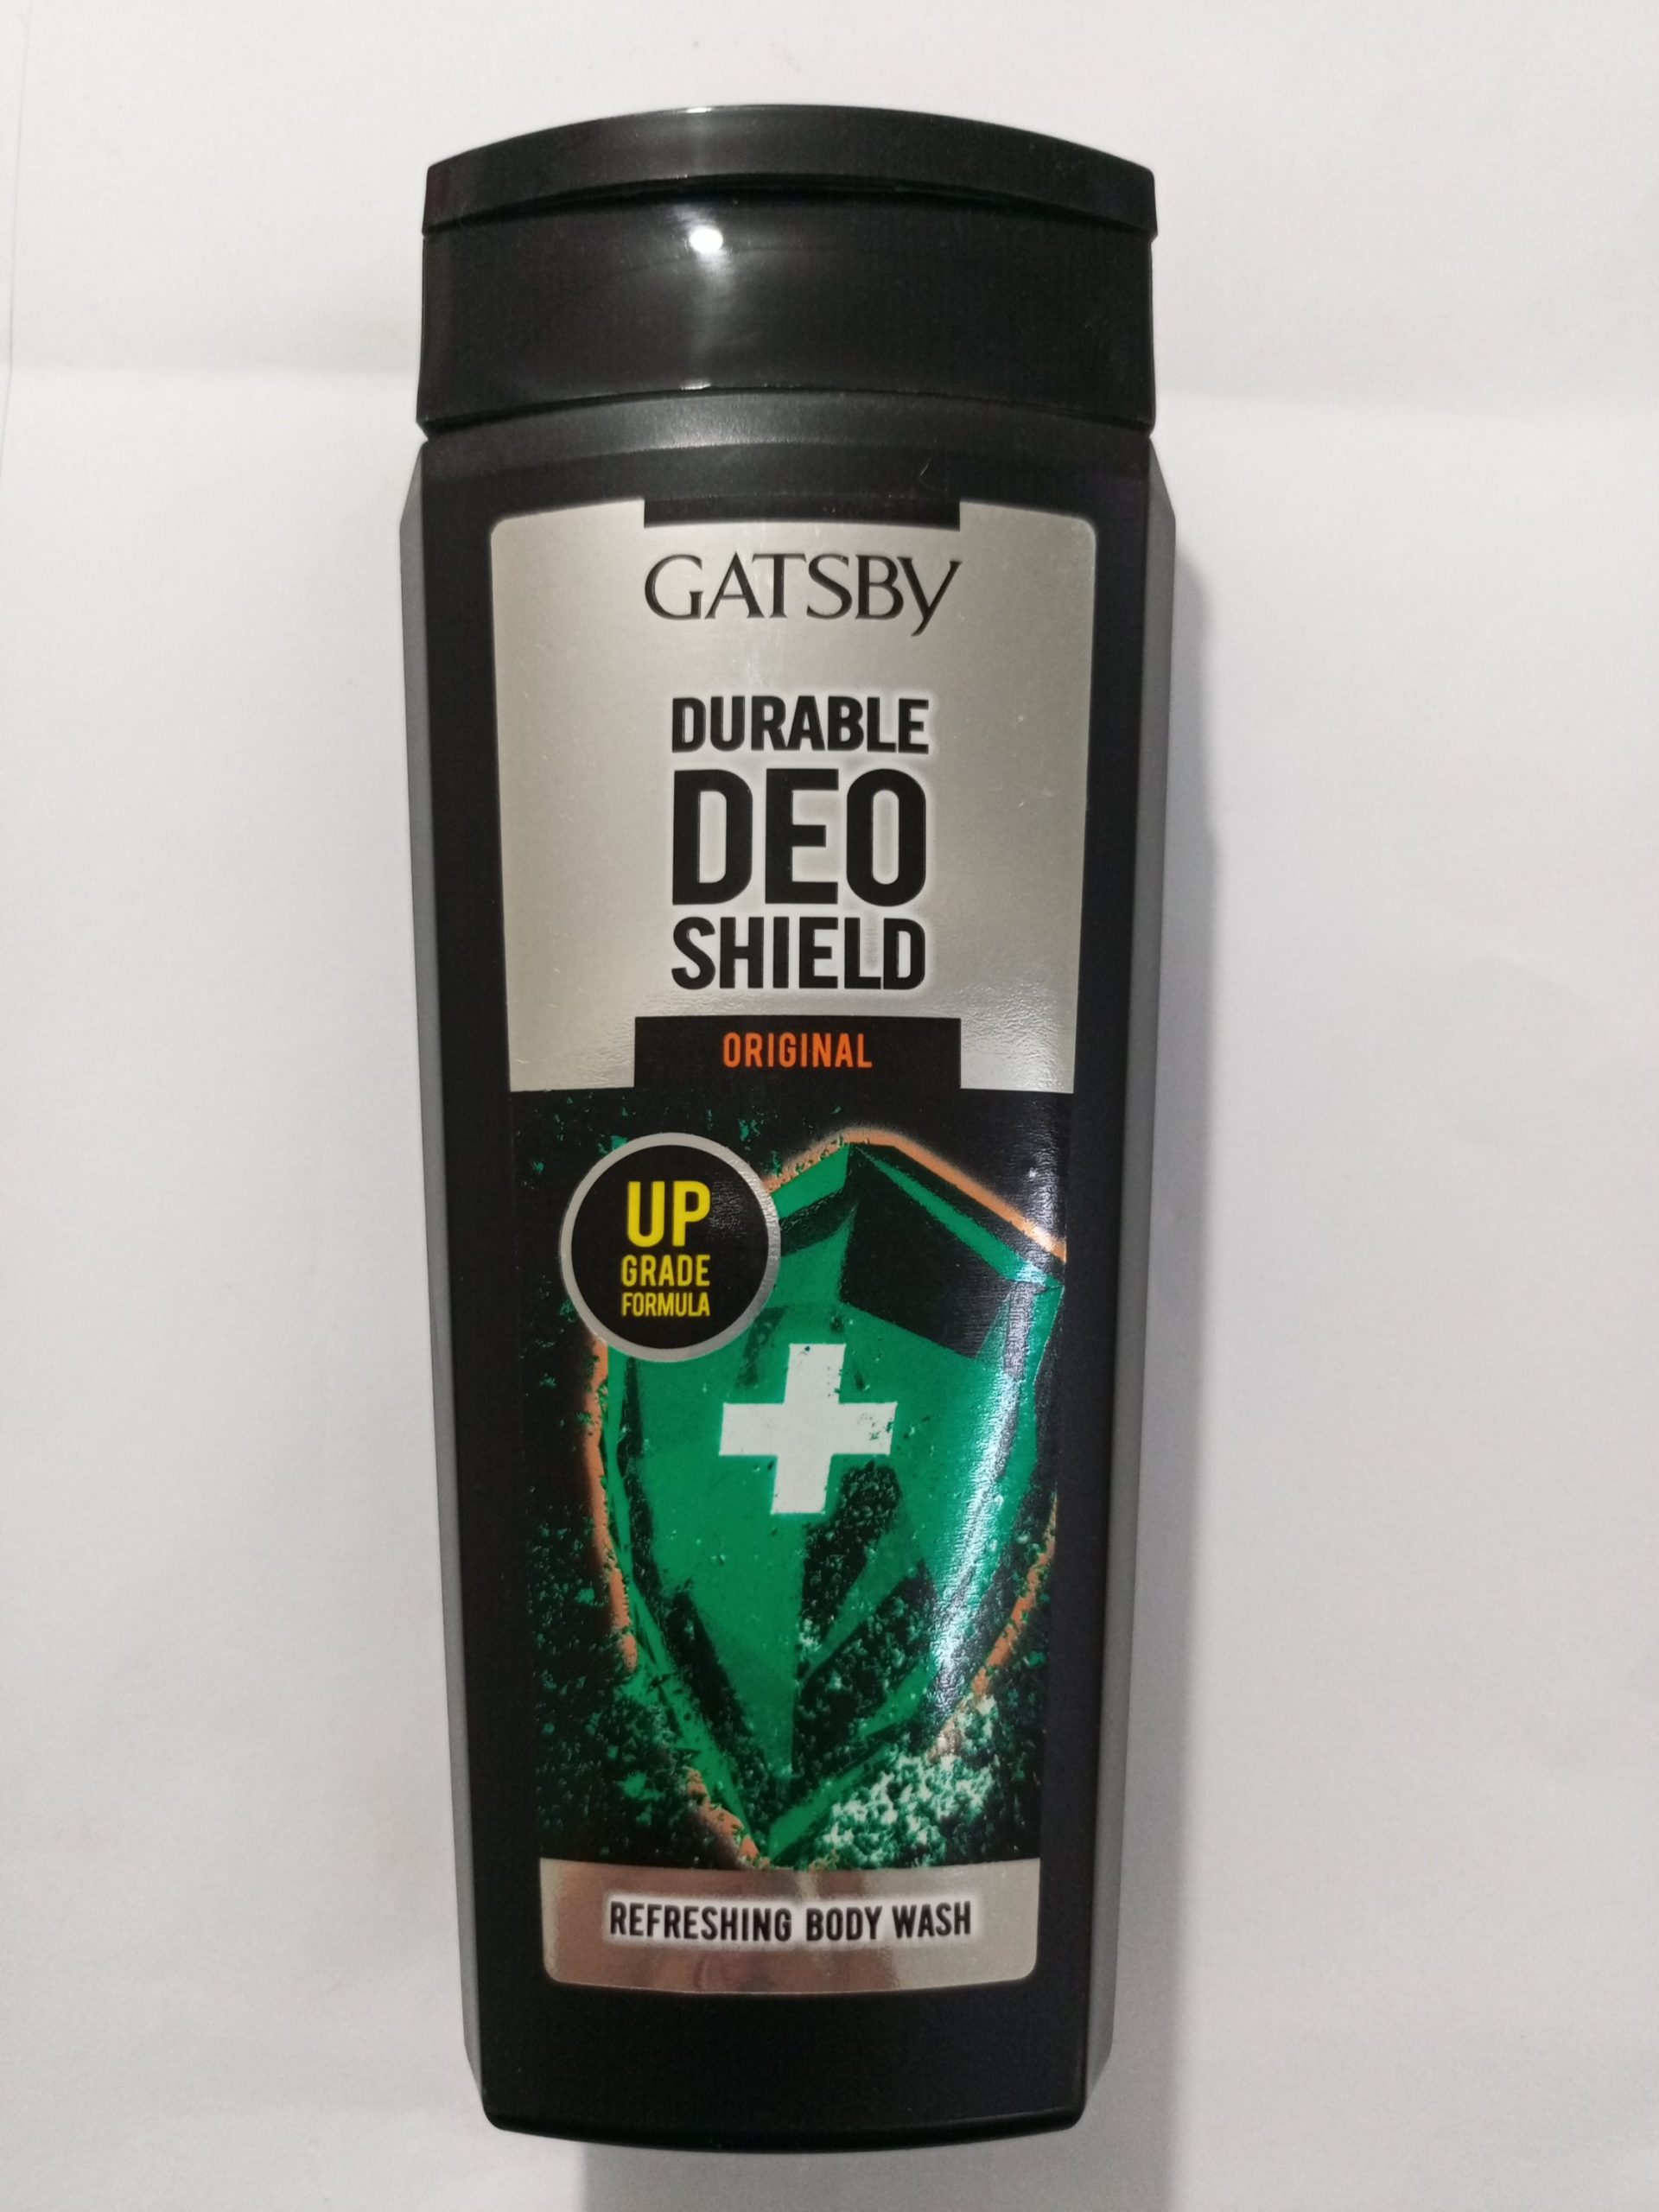 GATSBY
DURABLE
DEO
SHIELD
ORIGINAL
UP
GRADE
FORMULA
REFRESHING BODY WASH